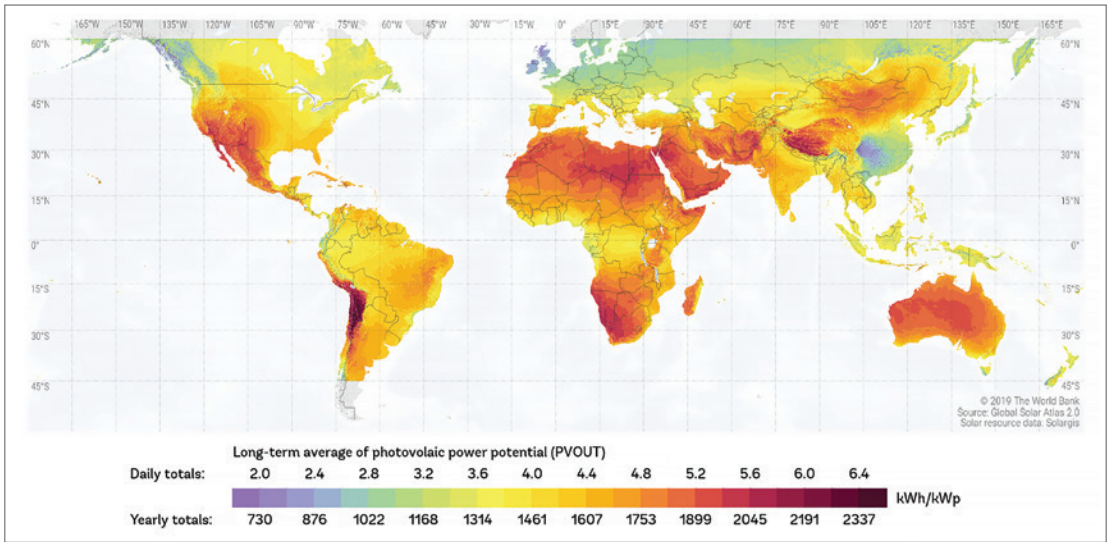 165°W 150°W 135°W 120°W 105°W 90°W 75°W 60°W 45°W 30°W 15°W 0° 15°E 30°E 45°E 60°E 75°E 90°E 105°E 120°E 135°E 150°E 165°E
60°N 60°N
45°N 45°N
30°N 30°N
15°N 15°N
0° 0°
15°S 15°S
30°S 30°S
45°S 45°S
© 2019 The World Bank
Source: Global Solar Atlas 2.0
Solar resource data: Solargis
Long-term average of photovolaic power potential (PVOUT)
Daily totals: 2.0 2.4 2.8 3.2 3.6 4.0 4.4 4.8 5.2 5.6 6.0 6.4
kWh/kWp
Yearly totals: 730 876 1022 1168 1314 1461 1607 1753 1899 2045 2191 2337